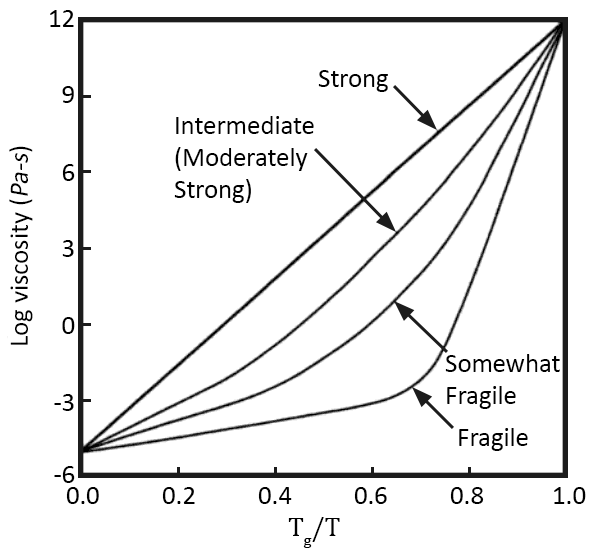 12
9
6
3
0
-3
-6
Log viscosity (Pa-s)
Strong
Intermediate
(Moderately
Strong)
Somewhat
Fragile
Fragile
0.0 0.2 0.4 0.6 0.8 1.0
Tg/T